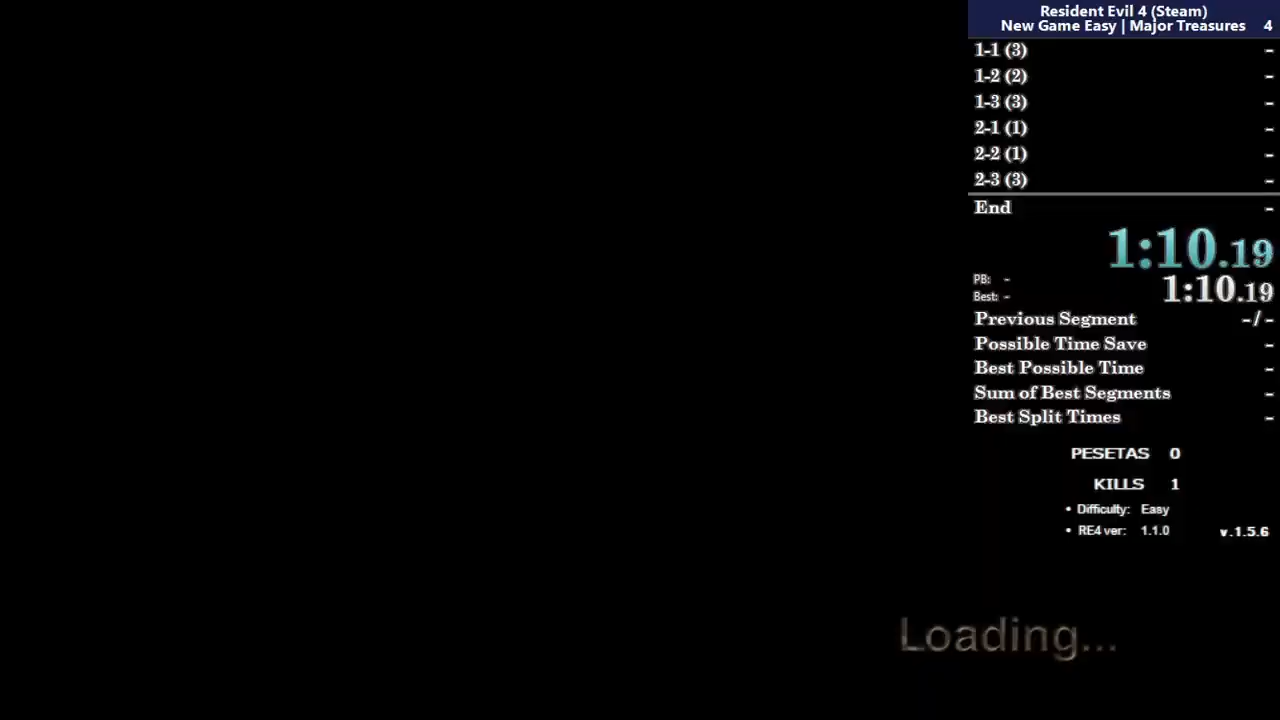 Resident Evil 4 (Steam)
New Game Easy | Major Treasures 4
1-1 (3) -
1-2 (2) -
1-3 (3) -
2-1 (1) -
2-2 (1) -
2-3 (3) -
End -
1:10.19
PB: -
1:10.19
Best: -
Previous Segment -/-
Possible Time Save -
Best Possible Time -
Sum of Best Segments -
Best Split Times -
PESETAS 0
KILLS 1
• Difficulty: Easy
• RE4 ver: 1.1.0 v.1.5.6
Loading...